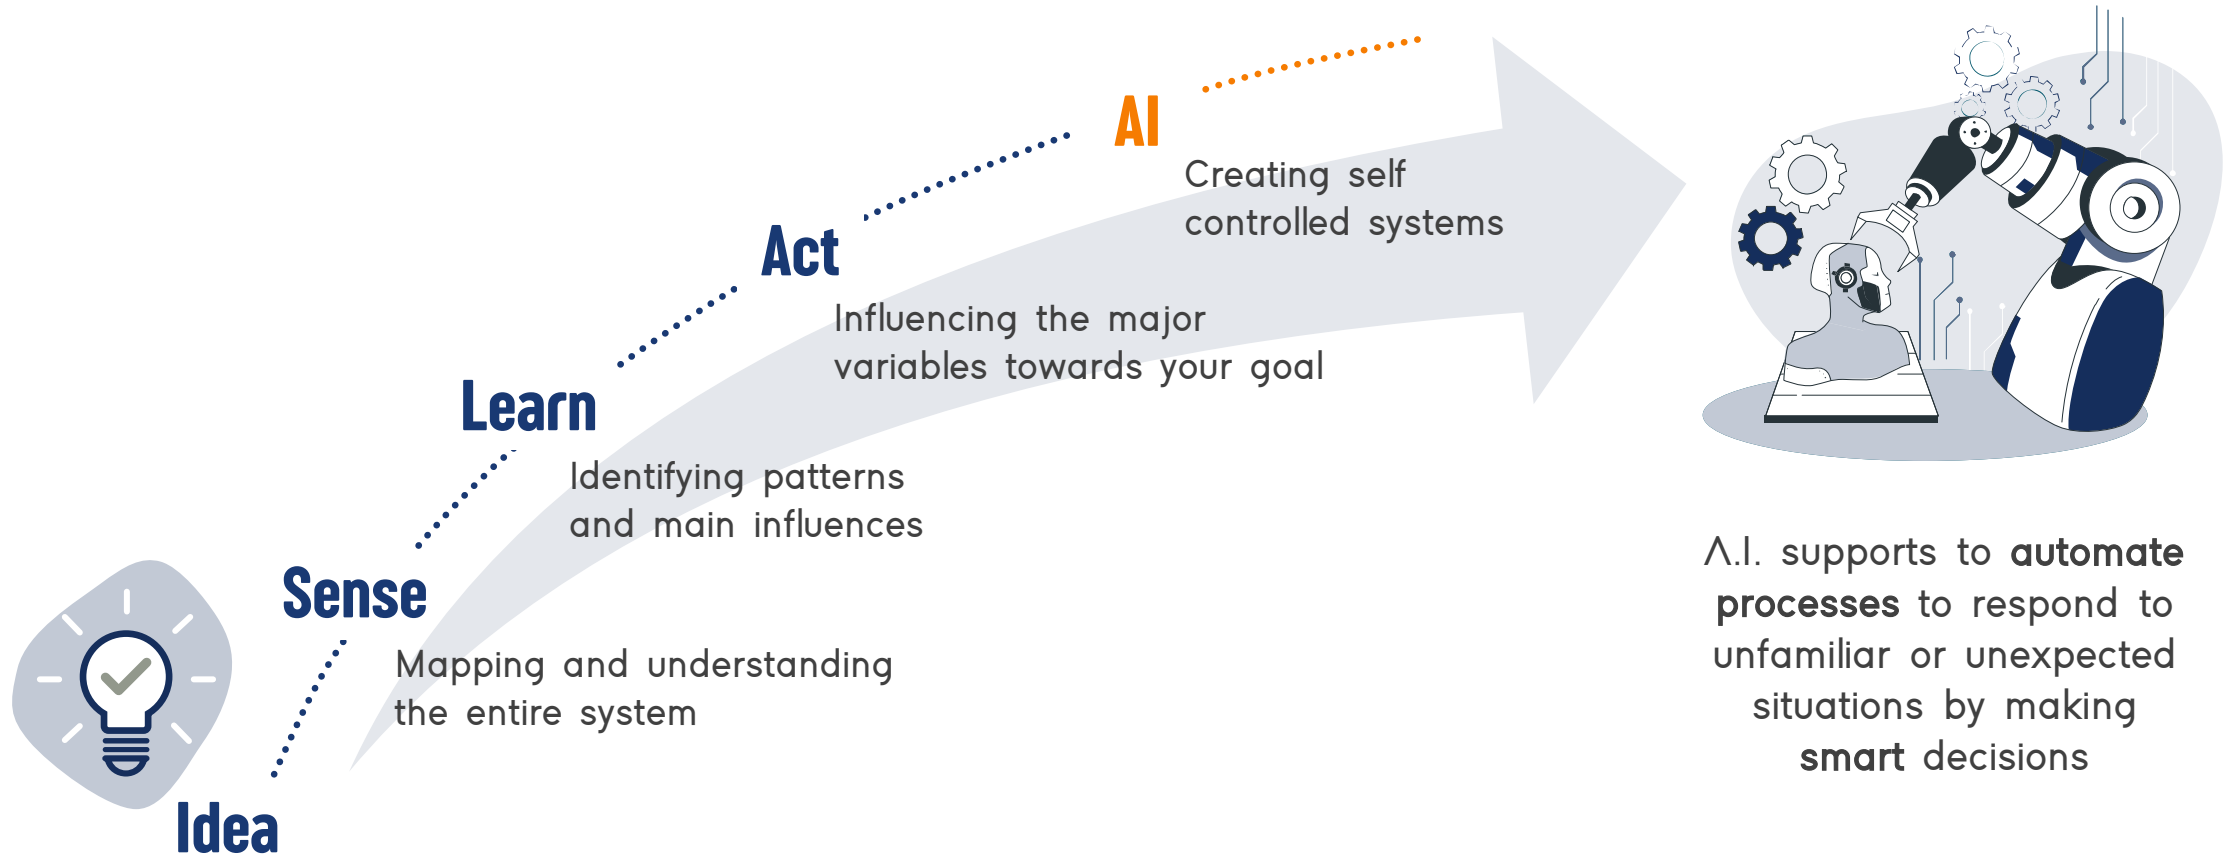 AI
Creating self
controlled systems
Act
Influencing the major
variables towards your goal
Learn
Identifying patterns
and main influences
Sense
Mapping and understanding
the entire system
Idea
A.I. supports to automate
processes to respond to
unfamiliar or unexpected
situations by making
smart decisions